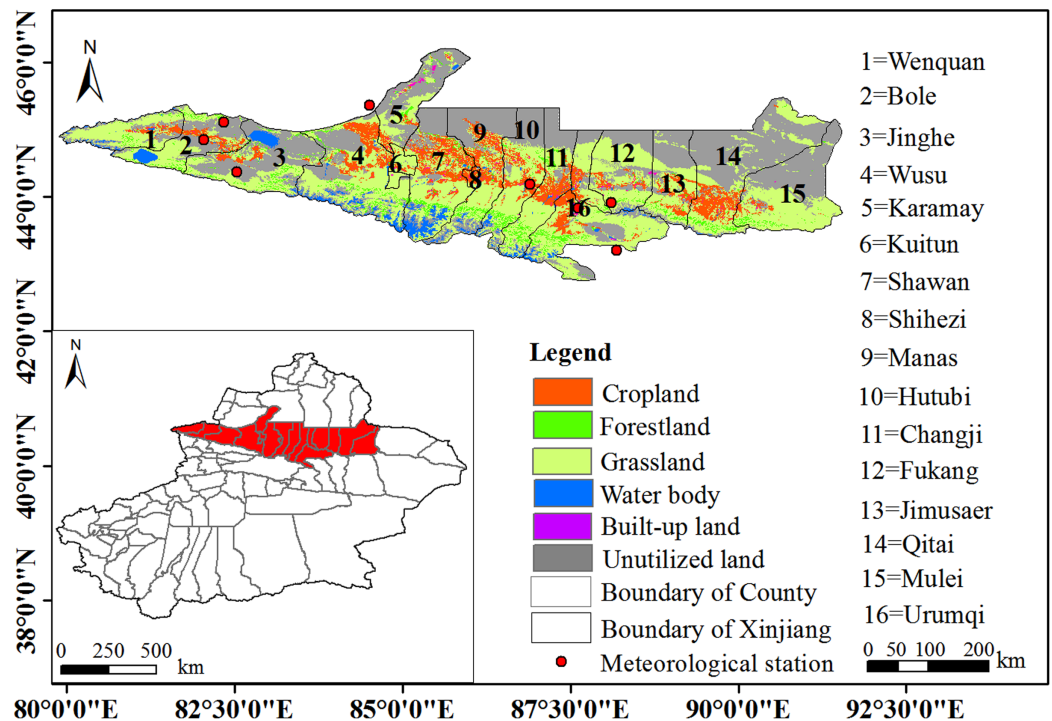 46°0'0"N
44°0'0"N
42°0'0"N
40°0'0"N
38°0'0"N
N
1
2
3
4
5
6
7
8
9
10
11
12
13
14
15
16
1=Wenquan
2=Bole
3=Jinghe
4=Wusu
5=Karamay
6=Kuitun
7=Shawan
8=Shihezi
9=Manas
10=Hutubi
11=Changji
12=Fukang
13=Jimusaer
14=Qitai
15=Mulei
16=Urumqi
N
0 250 500
km
Legend
Cropland
Forestland
Grassland
Water body
Built-up land
Unutilized land
Boundary of County
Boundary of Xinjiang
Meteorological station
0 100 200
km
80°0'0"E 82°30'0"E 85°0'0"E 87°30'0"E 90°0'0"E 92°30'0"E